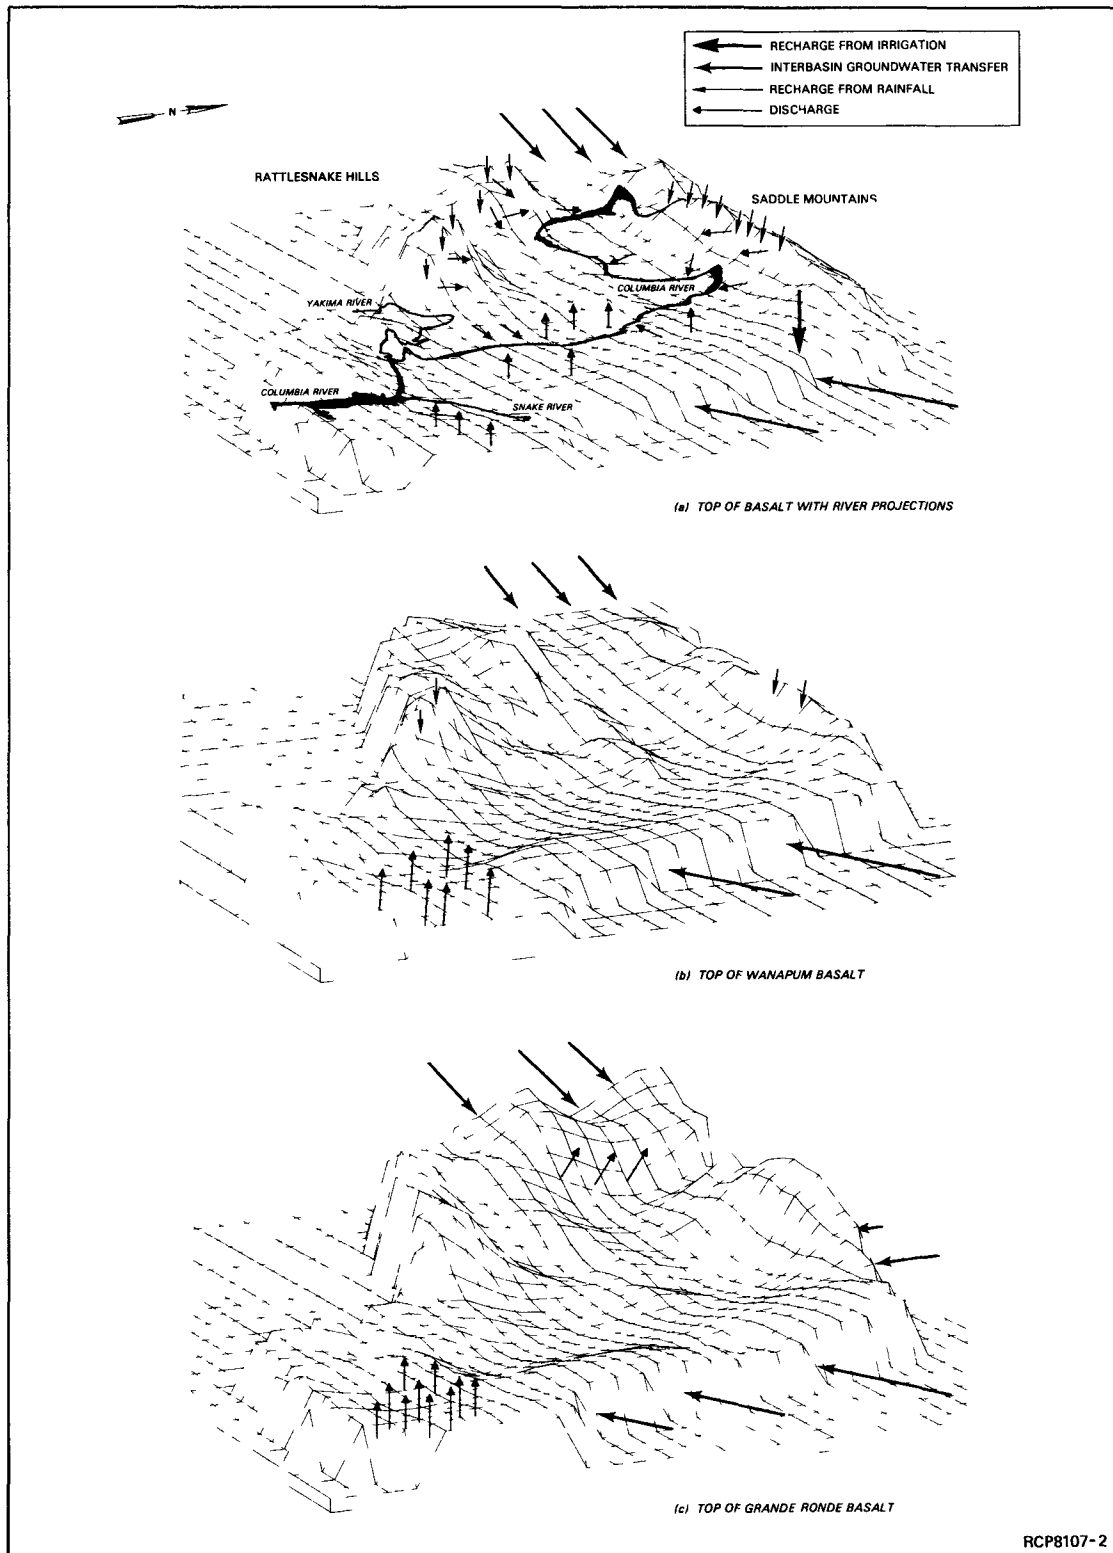 RECHARGE FROM IRRIGATION
INTERBASIN GROUNDWATER TRANSFER
RECHARGE FROM RAINFALL
DISCHARGE
N
RATTLESNAKE HILLS
SADDLE MOUNTAINS
COLUMBIA RIVER
YAKIMA RIVER
COLUMBIA RIVER
SNAKE RIVER
(a) TOP OF BASALT WITH RIVER PROJECTIONS
(b) TOP OF WANAPUM BASALT
(c) TOP OF GRANDE RONDE BASALT
RCP8107-2